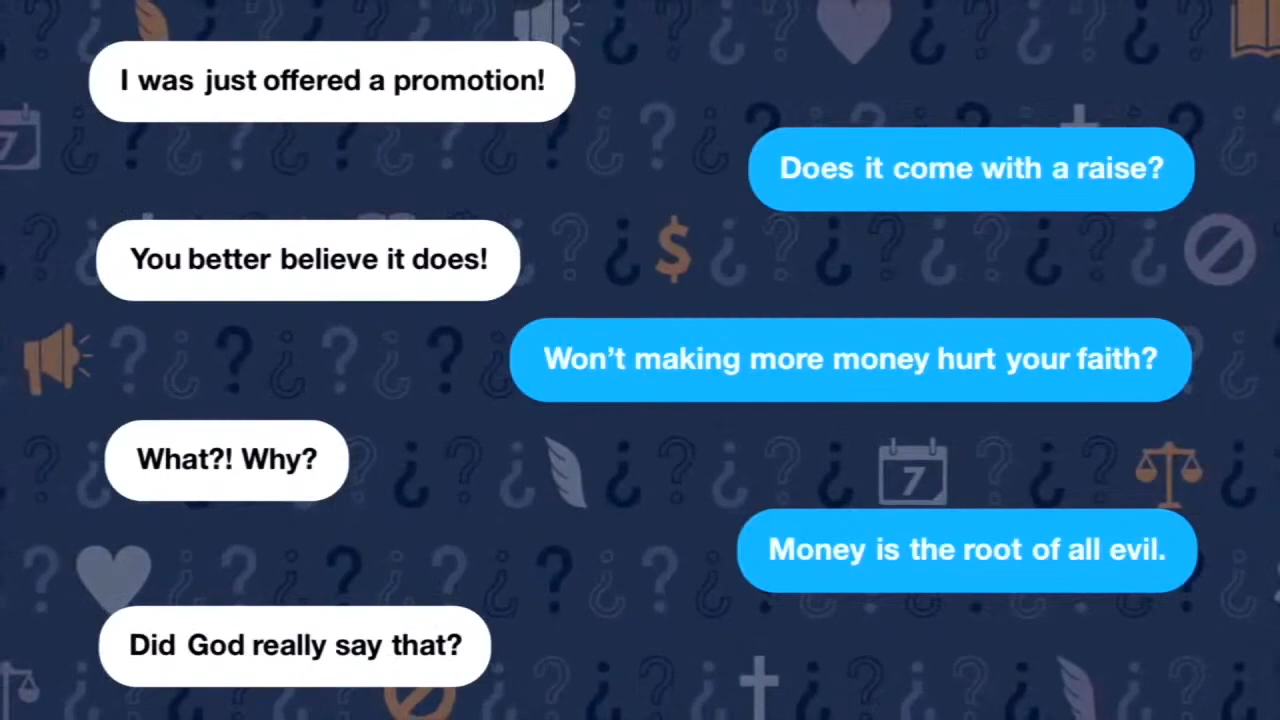 I was just offered a promotion!
Does it come with a raise?
You better believe it does!
Won't making more money hurt your faith?
What?! Why?
Money is the root of all evil.
Did God really say that?